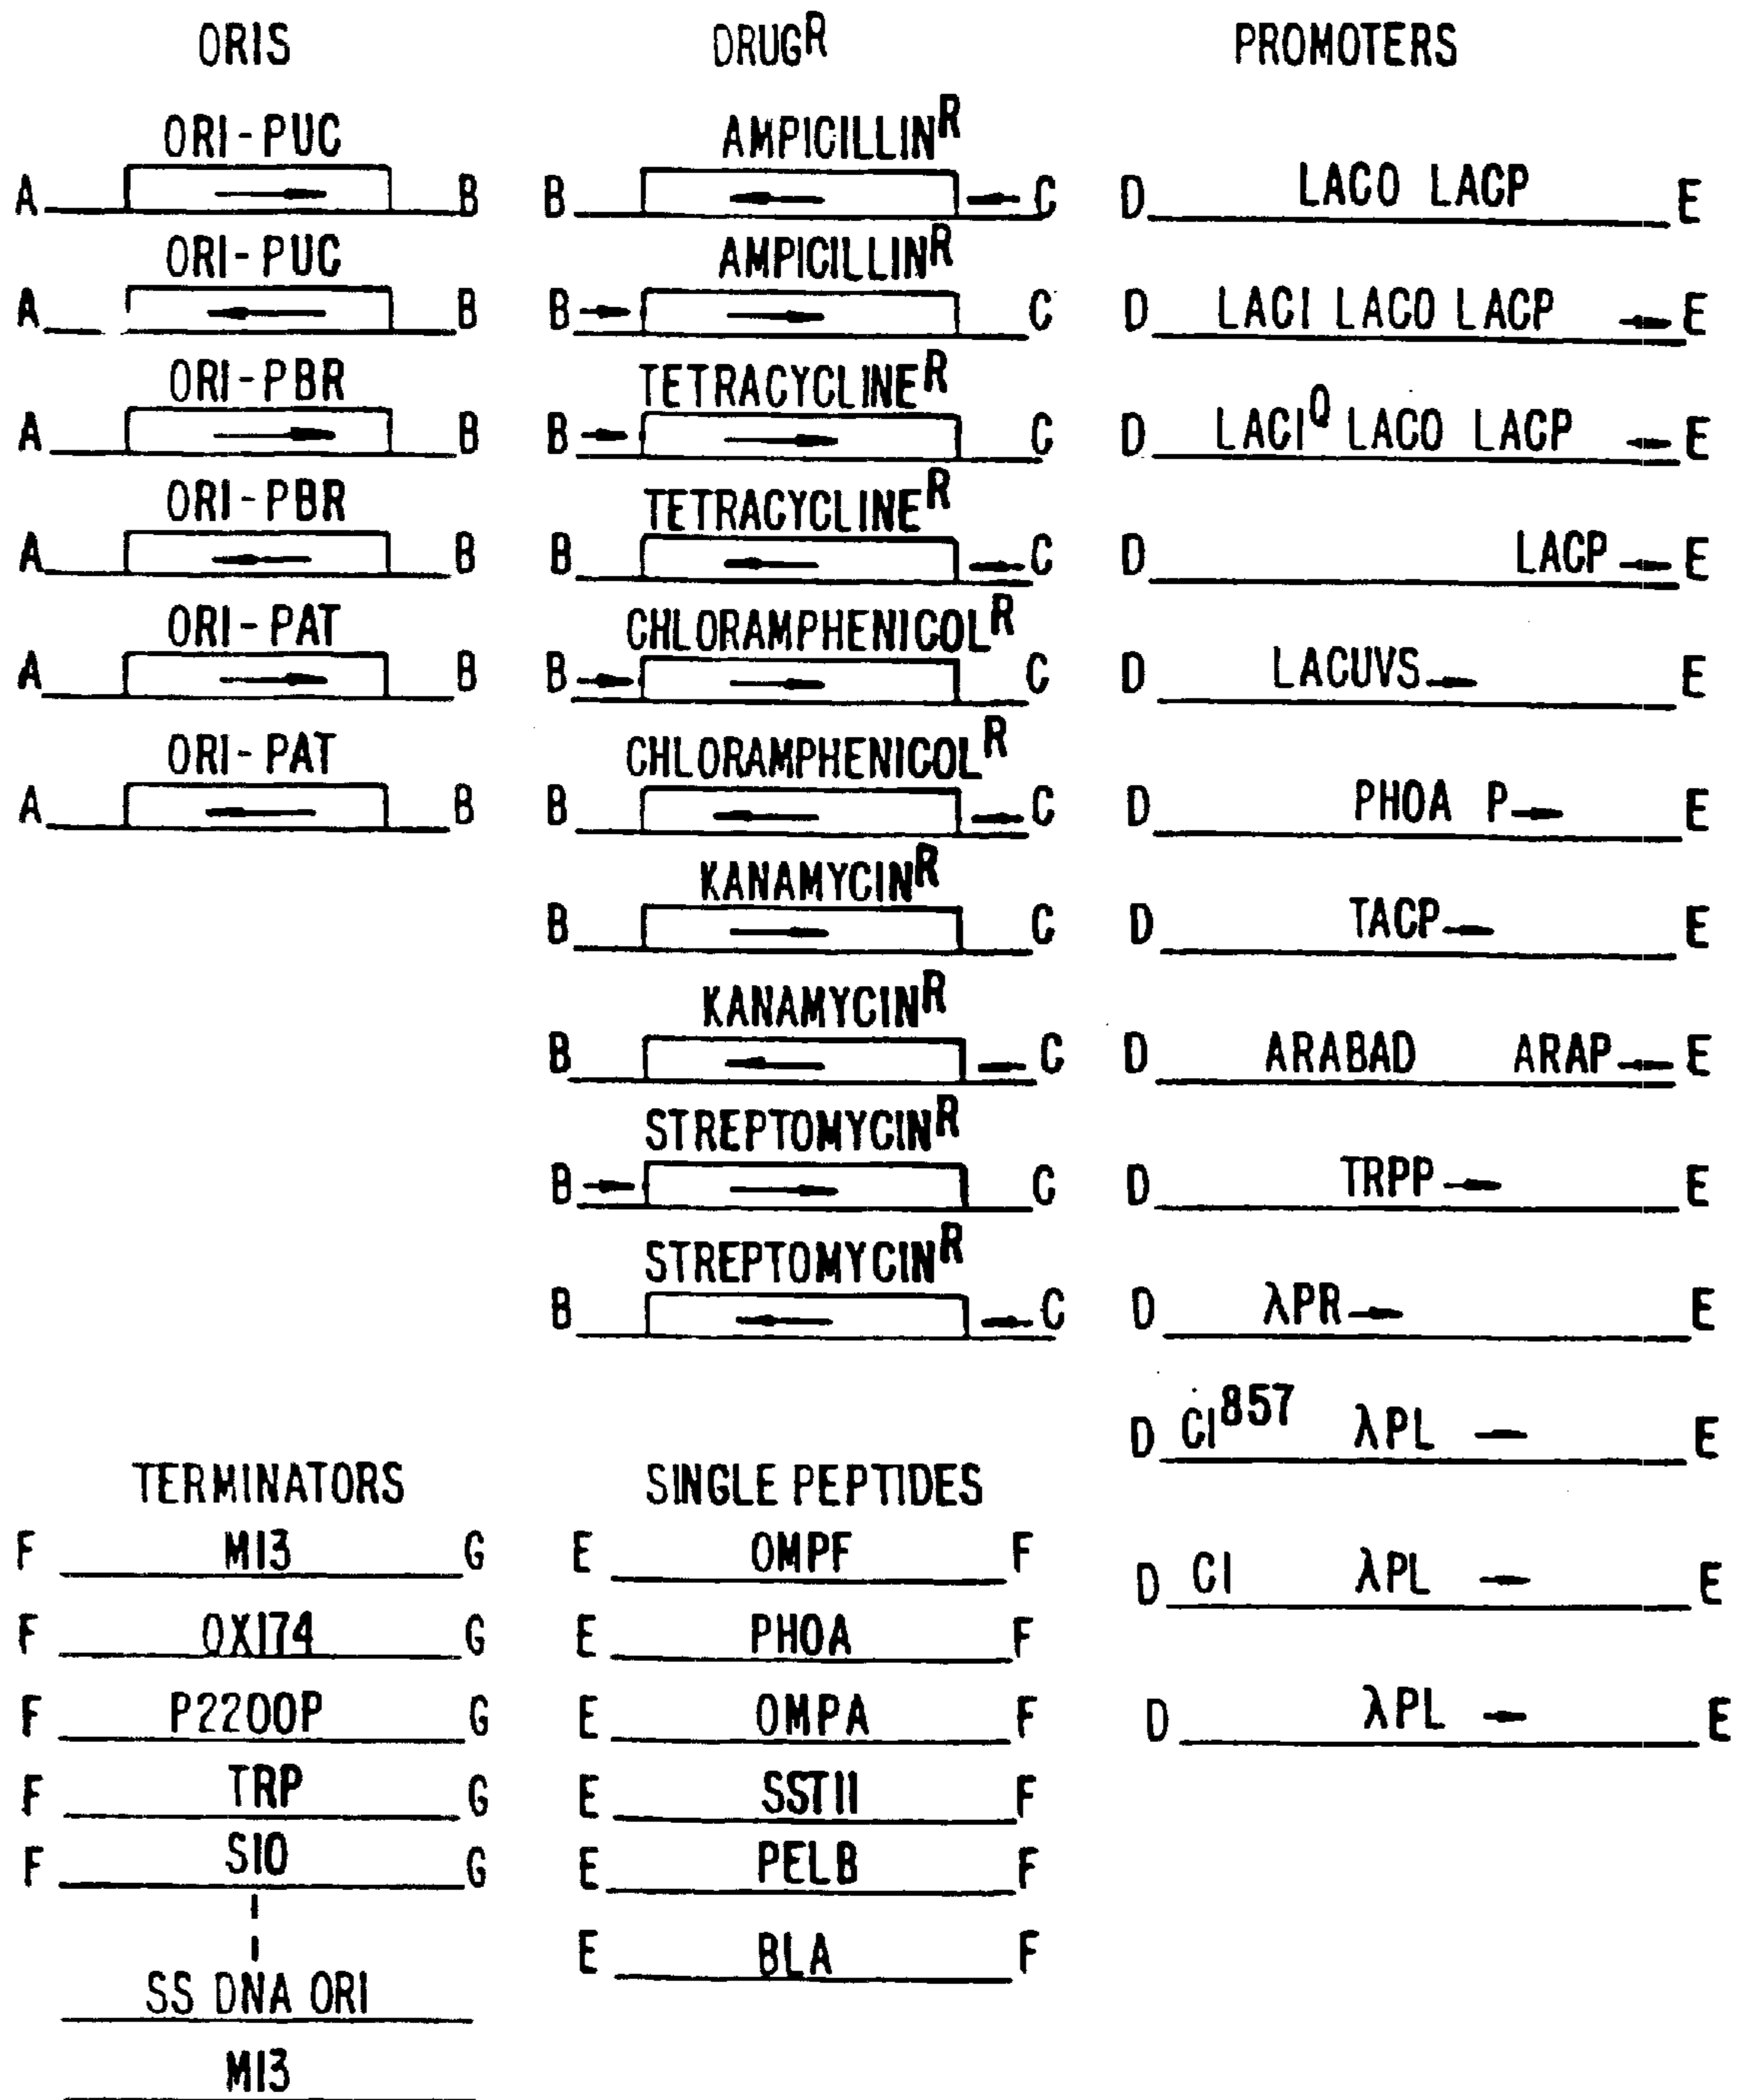 ORIS
ORI-PUC
A B
ORI-PUC
A B
ORI-PBR
A B
ORI-PBR
A B
ORI-PAT
A B
ORI-PAT
A B
DRUGR
AMPICILLINR
B C
AMPICILLINR
B C
TETRACYCLINER
B C
TETRACYCLINER
B C
CHLORAMPHENICOLR
B C
CHLORAMPHENICOLR
B C
KANAMYCINR
B C
KANAMYCINR
B C
STREPTOMYCINR
B C
STREPTOMYCINR
B C
PROMOTERS
D LACO LACP E
D LACI LACO LACP E
D LACIQ LACO LACP E
D LACP E
D LACUVS E
D PHOA P E
D TACP E
D ARABAD ARAP E
D TRPP E
D λPR E
D CI857 λPL E
D CI λPL E
D λPL E
TERMINATORS
F M13 G
F OX174 G
F P22OOP G
F TRP G
F S10 G
SS DNA ORI
M13
SINGLE PEPTIDES
E OMPF F
E PHOA F
E OMPA F
E SSTII F
E PELB F
E BLA F